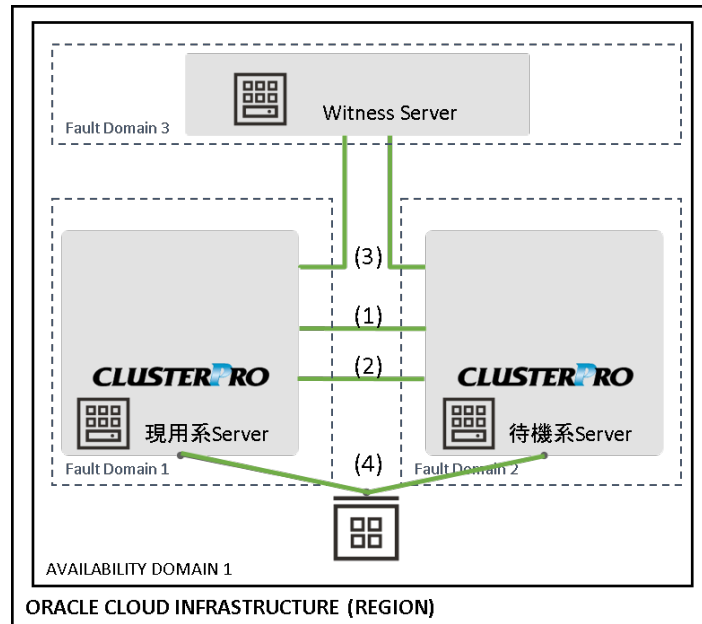 Witness Server
Fault Domain 3
(3)
(1)
(2)
CLUSTERPRO
CLUSTERPRO
現用系Server
待機系Server
Fault Domain 1
(4)
Fault Domain 2
AVAILABILITY DOMAIN 1
ORACLE CLOUD INFRASTRUCTURE (REGION)